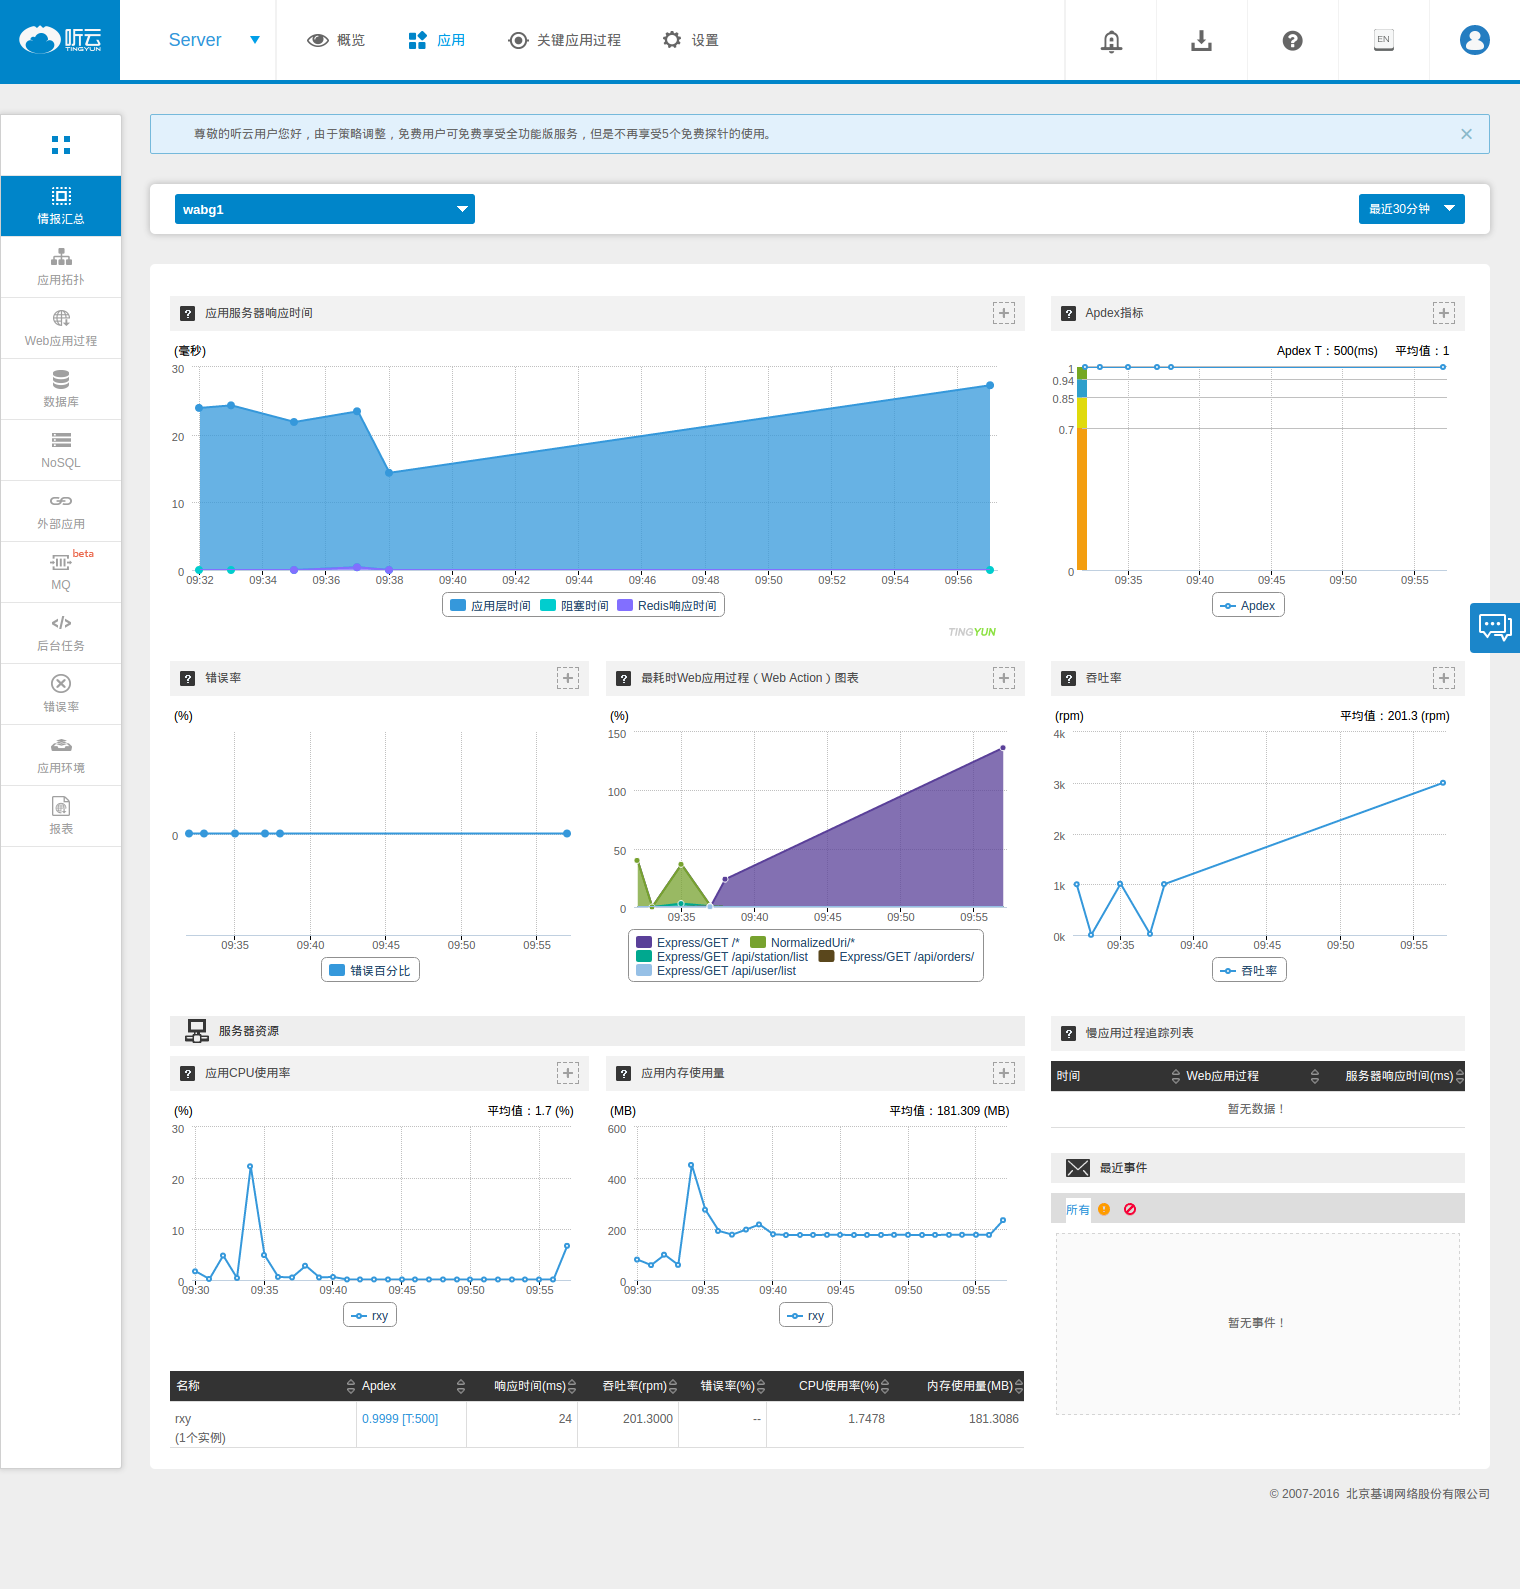 听云
TINGYUN
Server
概览
应用
关键应用过程
设置
EN
尊敬的听云用户您好，由于策略调整，免费用户可免费享受全功能版服务，但是不再享受5个免费探针的使用。
情报汇总
应用拓扑
Web应用过程
数据库
NoSQL
外部应用
beta
MQ
后台任务
错误率
应用环境
报表
wabg1
最近30分钟
应用服务器响应时间
(毫秒)
30
20
10
0
09:32 09:34 09:36 09:38 09:40 09:42 09:44 09:46 09:48 09:50 09:52 09:54 09:56
应用层时间 阻塞时间 Redis响应时间
TINGYUN
Apdex指标
Apdex T：500(ms) 平均值：1
1
0.94
0.85
0.7
0
09:35 09:40 09:45 09:50 09:55
Apdex
错误率
(%)
0
09:35 09:40 09:45 09:50 09:55
错误百分比
最耗时Web应用过程（Web Action）图表
(%)
150
100
50
0
09:35 09:40 09:45 09:50 09:55
Express/GET /* NormalizedUri/*
Express/GET /api/station/list Express/GET /api/orders/
Express/GET /api/user/list
吞吐率
(rpm) 平均值：201.3 (rpm)
4k
3k
2k
1k
0k
09:35 09:40 09:45 09:50 09:55
吞吐率
服务器资源
应用CPU使用率
(%) 平均值：1.7 (%)
30
20
10
0
09:30 09:35 09:40 09:45 09:50 09:55
rxy
应用内存使用量
(MB) 平均值：181.309 (MB)
600
400
200
0
09:30 09:35 09:40 09:45 09:50 09:55
rxy
慢应用过程追踪列表
时间 Web应用过程 服务器响应时间(ms)
暂无数据！
最近事件
所有
暂无事件！
名称 Apdex 响应时间(ms) 吞吐率(rpm) 错误率(%) CPU使用率(%) 内存使用量(MB)
rxy 0.9999 [T:500] 24 201.3000 -- 1.7478 181.3086
(1个实例)
© 2007-2016 北京基调网络股份有限公司